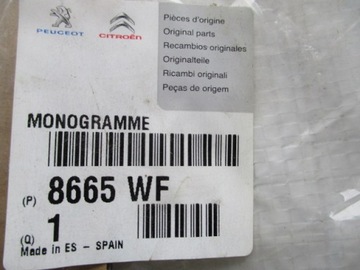 PEUGEOT
CITROËN
Pièces d'origine
Original parts
Recambios originales
Originalteile
Ricambi originali
Peças de origem
MONOGRAMME
(P) 8665 WF
(Q) 1
Made in ES - SPAIN